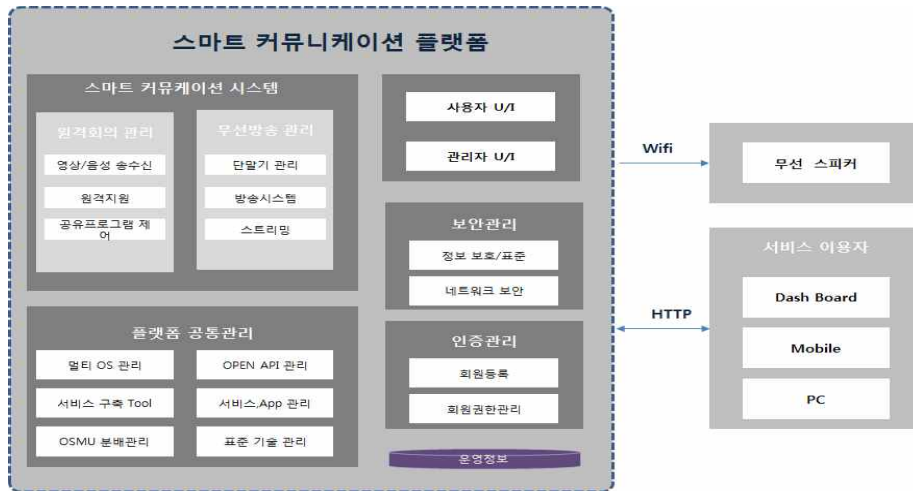 스마트 커뮤니케이션 플랫폼
스마트 커뮤케이션 시스템
원격회의 관리
영상/음성 송수신
원격지원
공유프로그램 제
어
무선방송 관리
단말기 관리
방송시스템
스트리밍
사용자 U/I
관리자 U/I
보안관리
정보 보호/표준
네트워크 보안
플랫폼 공통관리
멀티 OS 관리
OPEN API 관리
서비스 구축 Tool
서비스,App 관리
OSMU 분배관리
표준 기술 관리
인증관리
회원등록
회원권한관리
운영정보
Wifi
무선 스피커
HTTP
서비스 이용자
Dash Board
Mobile
PC